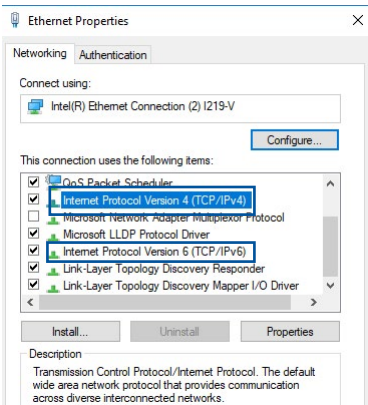 Ethernet Properties
Networking Authentication
Connect using:
Intel(R) Ethernet Connection (2) I219-V
Configure...
This connection uses the following items:
QoS Packet Scheduler
Internet Protocol Version 4 (TCP/IPv4)
Microsoft Network Adapter Multiplexor Protocol
Microsoft LLDP Protocol Driver
Internet Protocol Version 6 (TCP/IPv6)
Link-Layer Topology Discovery Responder
Link-Layer Topology Discovery Mapper I/O Driver
Install... Uninstall Properties
Description
Transmission Control Protocol/Internet Protocol. The default
wide area network protocol that provides communication
across diverse interconnected networks.